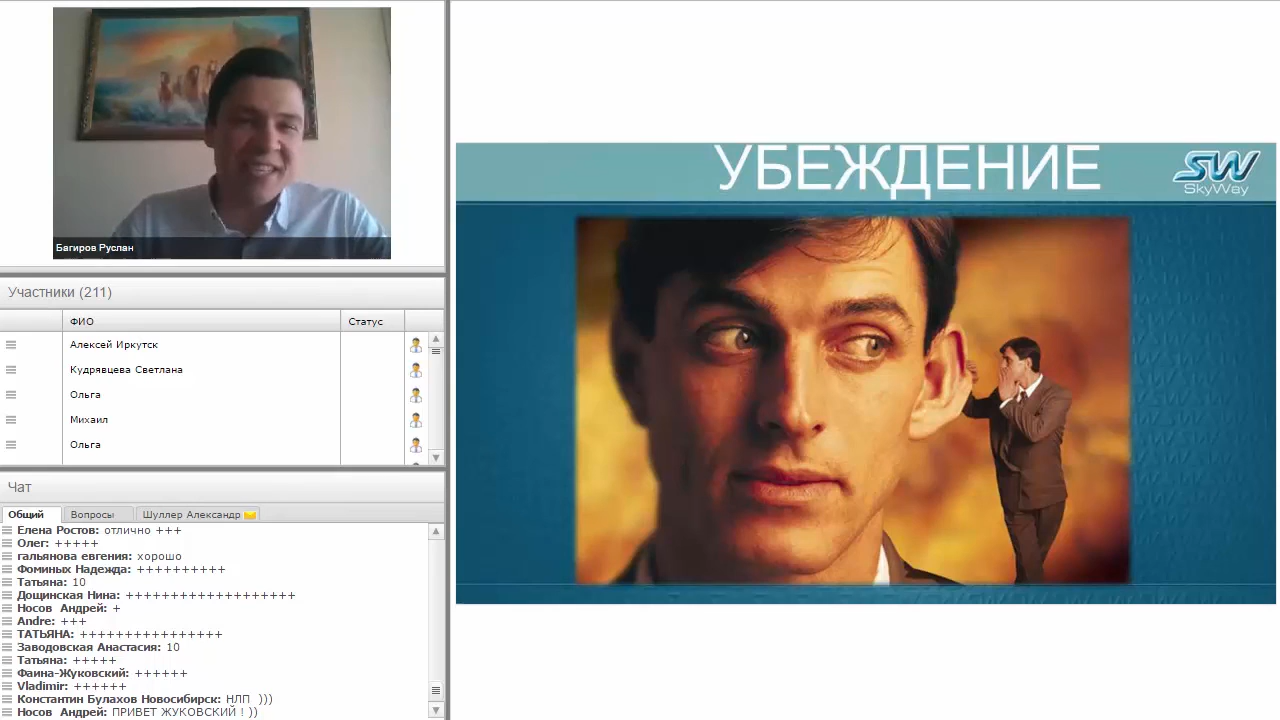 Багиров Руслан
Участники (211)
ФИО
Статус
Алексей Иркутск
Кудрявцева Светлана
Ольга
Михаил
Ольга
Чат
Общий
Вопросы
Шуллер Александр
Елена Ростов: отлично +++
Олег: +++++
гальянова евгения: хорошо
Фоминых Надежда: ++++++++++
Татьяна: 10
Дощинская Нина: +++++++++++++++++++
Носов Андрей: +
Andre: +++
ТАТЬЯНА: ++++++++++++++++
Заводовская Анастасия: 10
Татьяна: +++++
Фаина-Жуковский: ++++++
Vladimir: ++++++
Константин Булахов Новосибирск: НЛП )))
Носов Андрей: ПРИВЕТ ЖУКОВСКИЙ ! ))
УБЕЖДЕНИЕ
SW
SkyWay